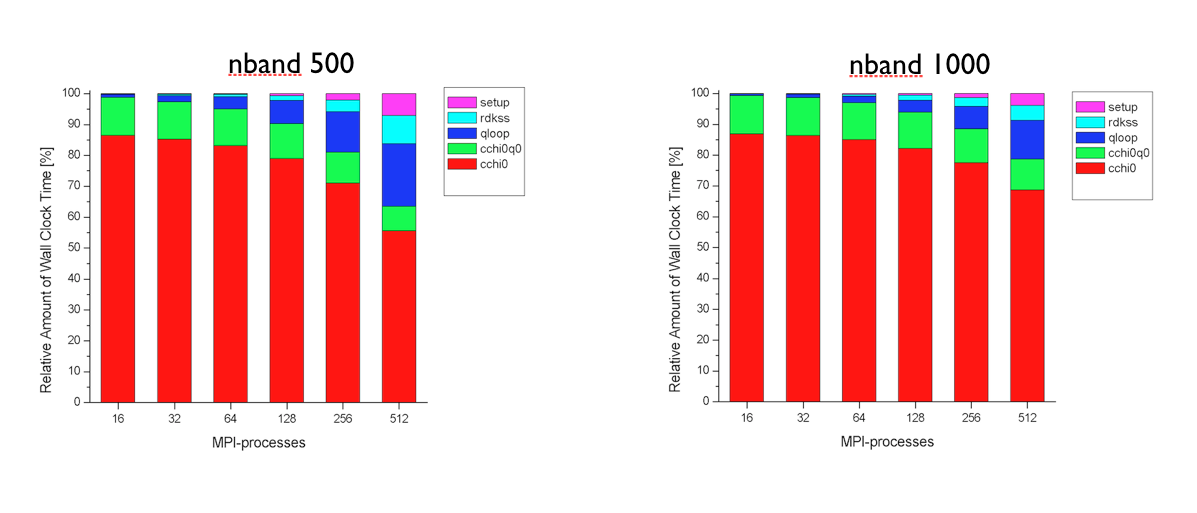 nband 500
100
90
80
70
60
50
40
30
20
10
0
Relative Amount of Wall Clock Time [%]
16 32 64 128 256 512
MPI-processes
setup
rdkss
qloop
cchi0q0
cchi0
nband 1000
100
90
80
70
60
50
40
30
20
10
0
Relative Amount of Wall Clock Time [%]
16 32 64 128 256 512
MPI-processes
setup
rdkss
qloop
cchi0q0
cchi0